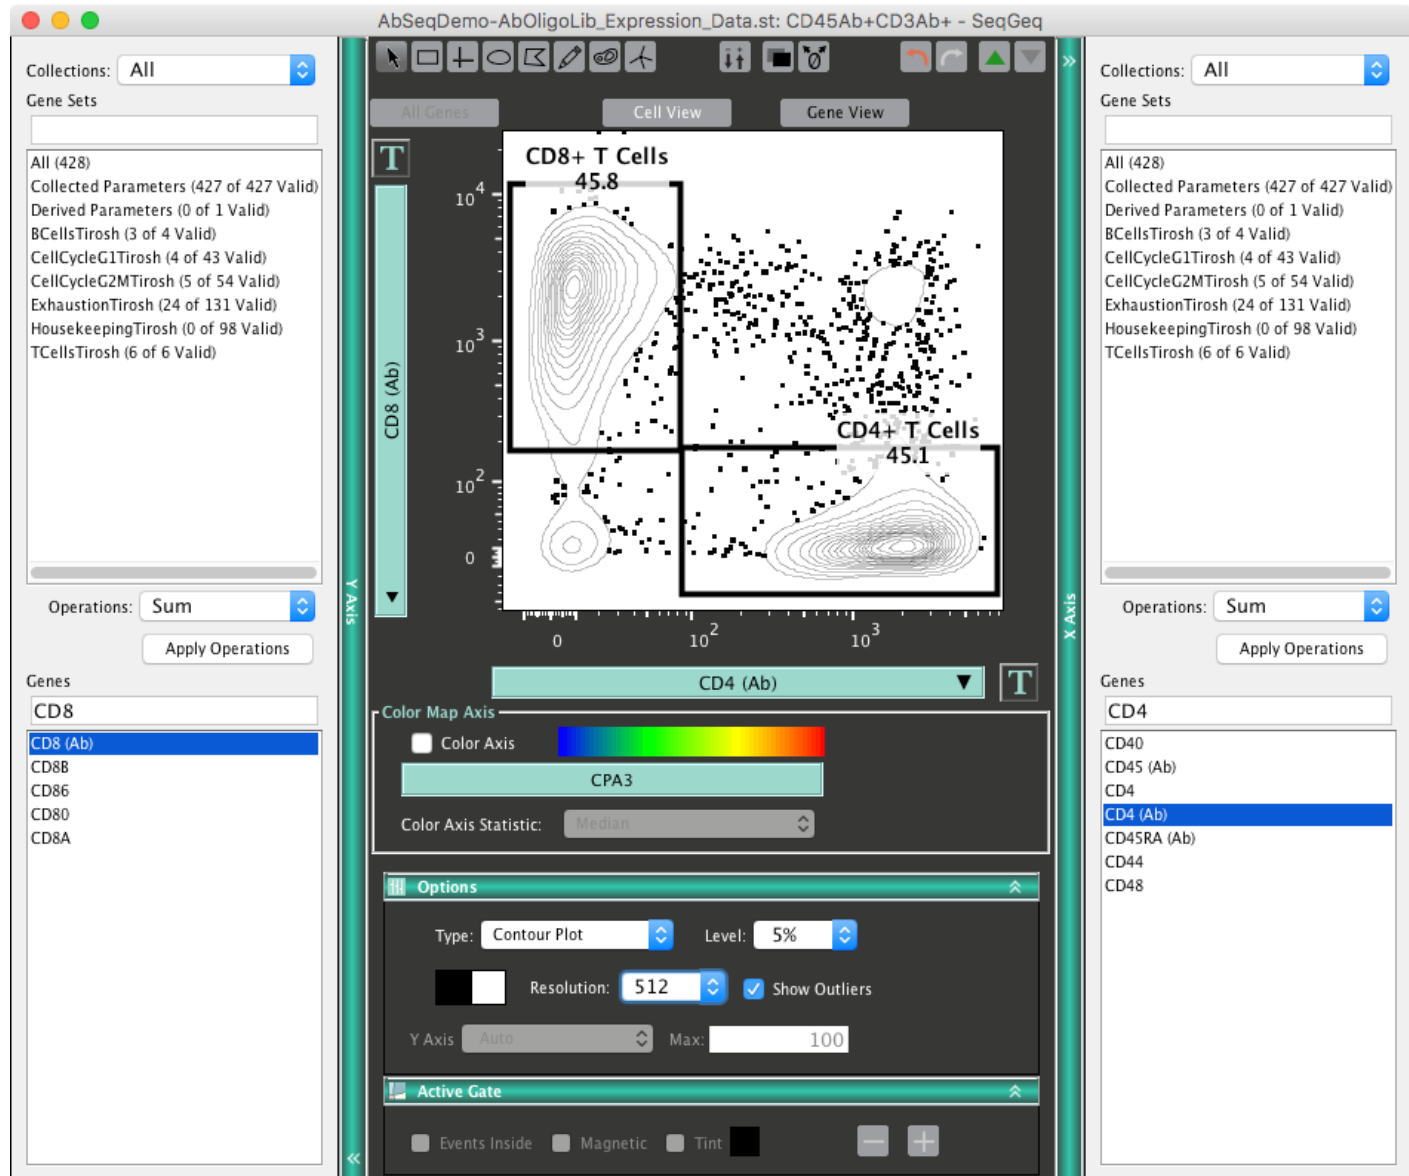 AbSeqDemo-AbOligoLib_Expression_Data.st: CD45Ab+CD3Ab+ - SeqGeq
Collections: All
Gene Sets
All (428)
Collected Parameters (427 of 427 Valid)
Derived Parameters (0 of 1 Valid)
BCellsTirosh (3 of 4 Valid)
CellCycleG1Tirosh (4 of 43 Valid)
CellCycleG2MTirosh (5 of 54 Valid)
ExhaustionTirosh (24 of 131 Valid)
HousekeepingTirosh (0 of 98 Valid)
TCellsTirosh (6 of 6 Valid)
Operations: Sum
Apply Operations
Genes
CD8
CD8 (Ab)
CD8B
CD86
CD80
CD8A
Y Axis
All Genes Cell View Gene View
T
CD8 (Ab)
CD8+ T Cells
45.8
10^4
10^3
10^2
0
CD4+ T Cells
45.1
0 10^2 10^3
CD4 (Ab) T
Color Map Axis
Color Axis
CPA3
Color Axis Statistic: Median
Options
Type: Contour Plot Level: 5%
Resolution: 512 Show Outliers
Y Axis Auto Max: 100
Active Gate
Events Inside Magnetic Tint
X Axis
Collections: All
Gene Sets
All (428)
Collected Parameters (427 of 427 Valid)
Derived Parameters (0 of 1 Valid)
BCellsTirosh (3 of 4 Valid)
CellCycleG1Tirosh (4 of 43 Valid)
CellCycleG2MTirosh (5 of 54 Valid)
ExhaustionTirosh (24 of 131 Valid)
HousekeepingTirosh (0 of 98 Valid)
TCellsTirosh (6 of 6 Valid)
Operations: Sum
Apply Operations
Genes
CD4
CD40
CD45 (Ab)
CD4
CD4 (Ab)
CD45RA (Ab)
CD44
CD48